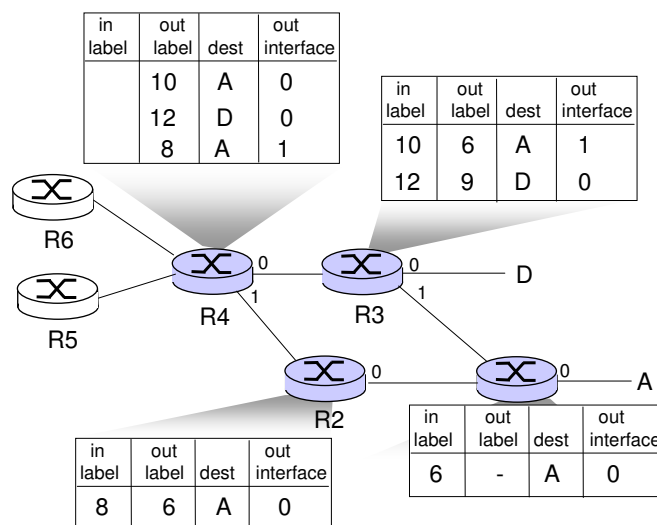 in out out
label label dest interface
10 A 0
12 D 0
8 A 1
in out out
label label dest interface
10 6 A 1
12 9 D 0
R6
0
0
D
R4
1
R3
1
R5
0
0
A
R2
in out out
label label dest interface
6 - A 0
in out out
label label dest interface
8 6 A 0